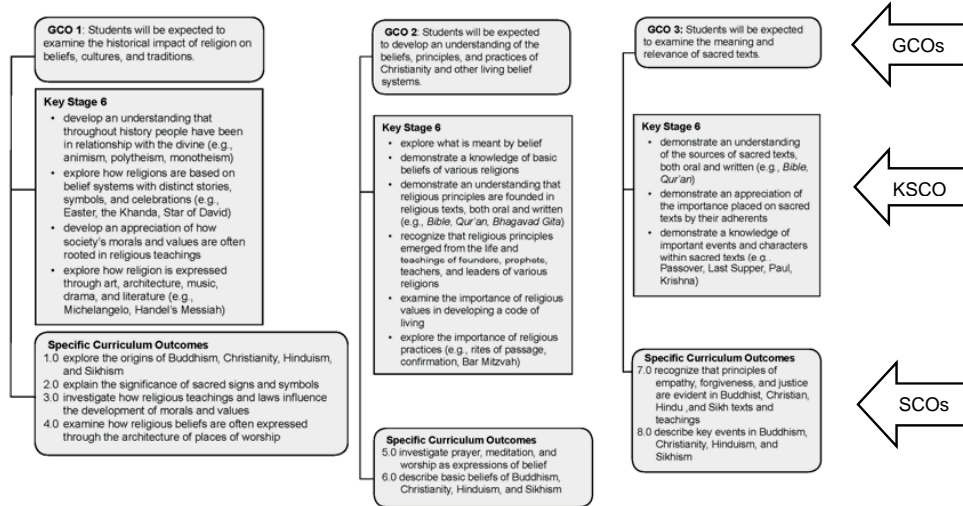 GCO 1: Students will be expected to
examine the historical impact of religion on
beliefs, cultures, and traditions.
Key Stage 6
• develop an understanding that
throughout history people have been
in relationship with the divine (e.g.,
animism, polytheism, monotheism)
• explore how religions are based on
belief systems with distinct stories,
symbols, and celebrations (e.g.,
Easter, the Khanda, Star of David)
• develop an appreciation of how
society's morals and values are often
rooted in religious teachings
• explore how religion is expressed
through art, architecture, music,
drama, and literature (e.g.,
Michelangelo, Handel's Messiah)
Specific Curriculum Outcomes
1.0 explore the origins of Buddhism, Christianity, Hinduism,
and Sikhism
2.0 explain the significance of sacred signs and symbols
3.0 investigate how religious teachings and laws influence
the development of morals and values
4.0 examine how religious beliefs are often expressed
through the architecture of places of worship
GCO 2: Students will be expected
to develop an understanding of the
beliefs, principles, and practices of
Christianity and other living belief
systems.
Key Stage 6
• explore what is meant by belief
• demonstrate a knowledge of basic
beliefs of various religions
• demonstrate an understanding that
religious principles are founded in
religious texts, both oral and written
(e.g., Bible, Qur'an, Bhagavad Gita)
• recognize that religious principles
emerged from the life and
teachings of founders, prophets,
teachers, and leaders of various
religions
• examine the importance of religious
values in developing a code of
living
• explore the importance of religious
practices (e.g., rites of passage,
confirmation, Bar Mitzvah)
Specific Curriculum Outcomes
5.0 investigate prayer, meditation, and
worship as expressions of belief
6.0 describe basic beliefs of Buddhism,
Christianity, Hinduism, and Sikhism
GCO 3: Students will be expected
to examine the meaning and
relevance of sacred texts.
Key Stage 6
• demonstrate an understanding
of the sources of sacred texts,
both oral and written (e.g., Bible,
Qur'an)
• demonstrate an appreciation of
the importance placed on sacred
texts by their adherents
• demonstrate a knowledge of
important events and characters
within sacred texts (e.g.,
Passover, Last Supper, Paul,
Krishna)
Specific Curriculum Outcomes
7.0 recognize that principles of
empathy, forgiveness, and justice
are evident in Buddhist, Christian,
Hindu ,and Sikh texts and
teachings
8.0 describe key events in Buddhism,
Christianity, Hinduism, and
Sikhism
GCOs
KSCO
SCOs